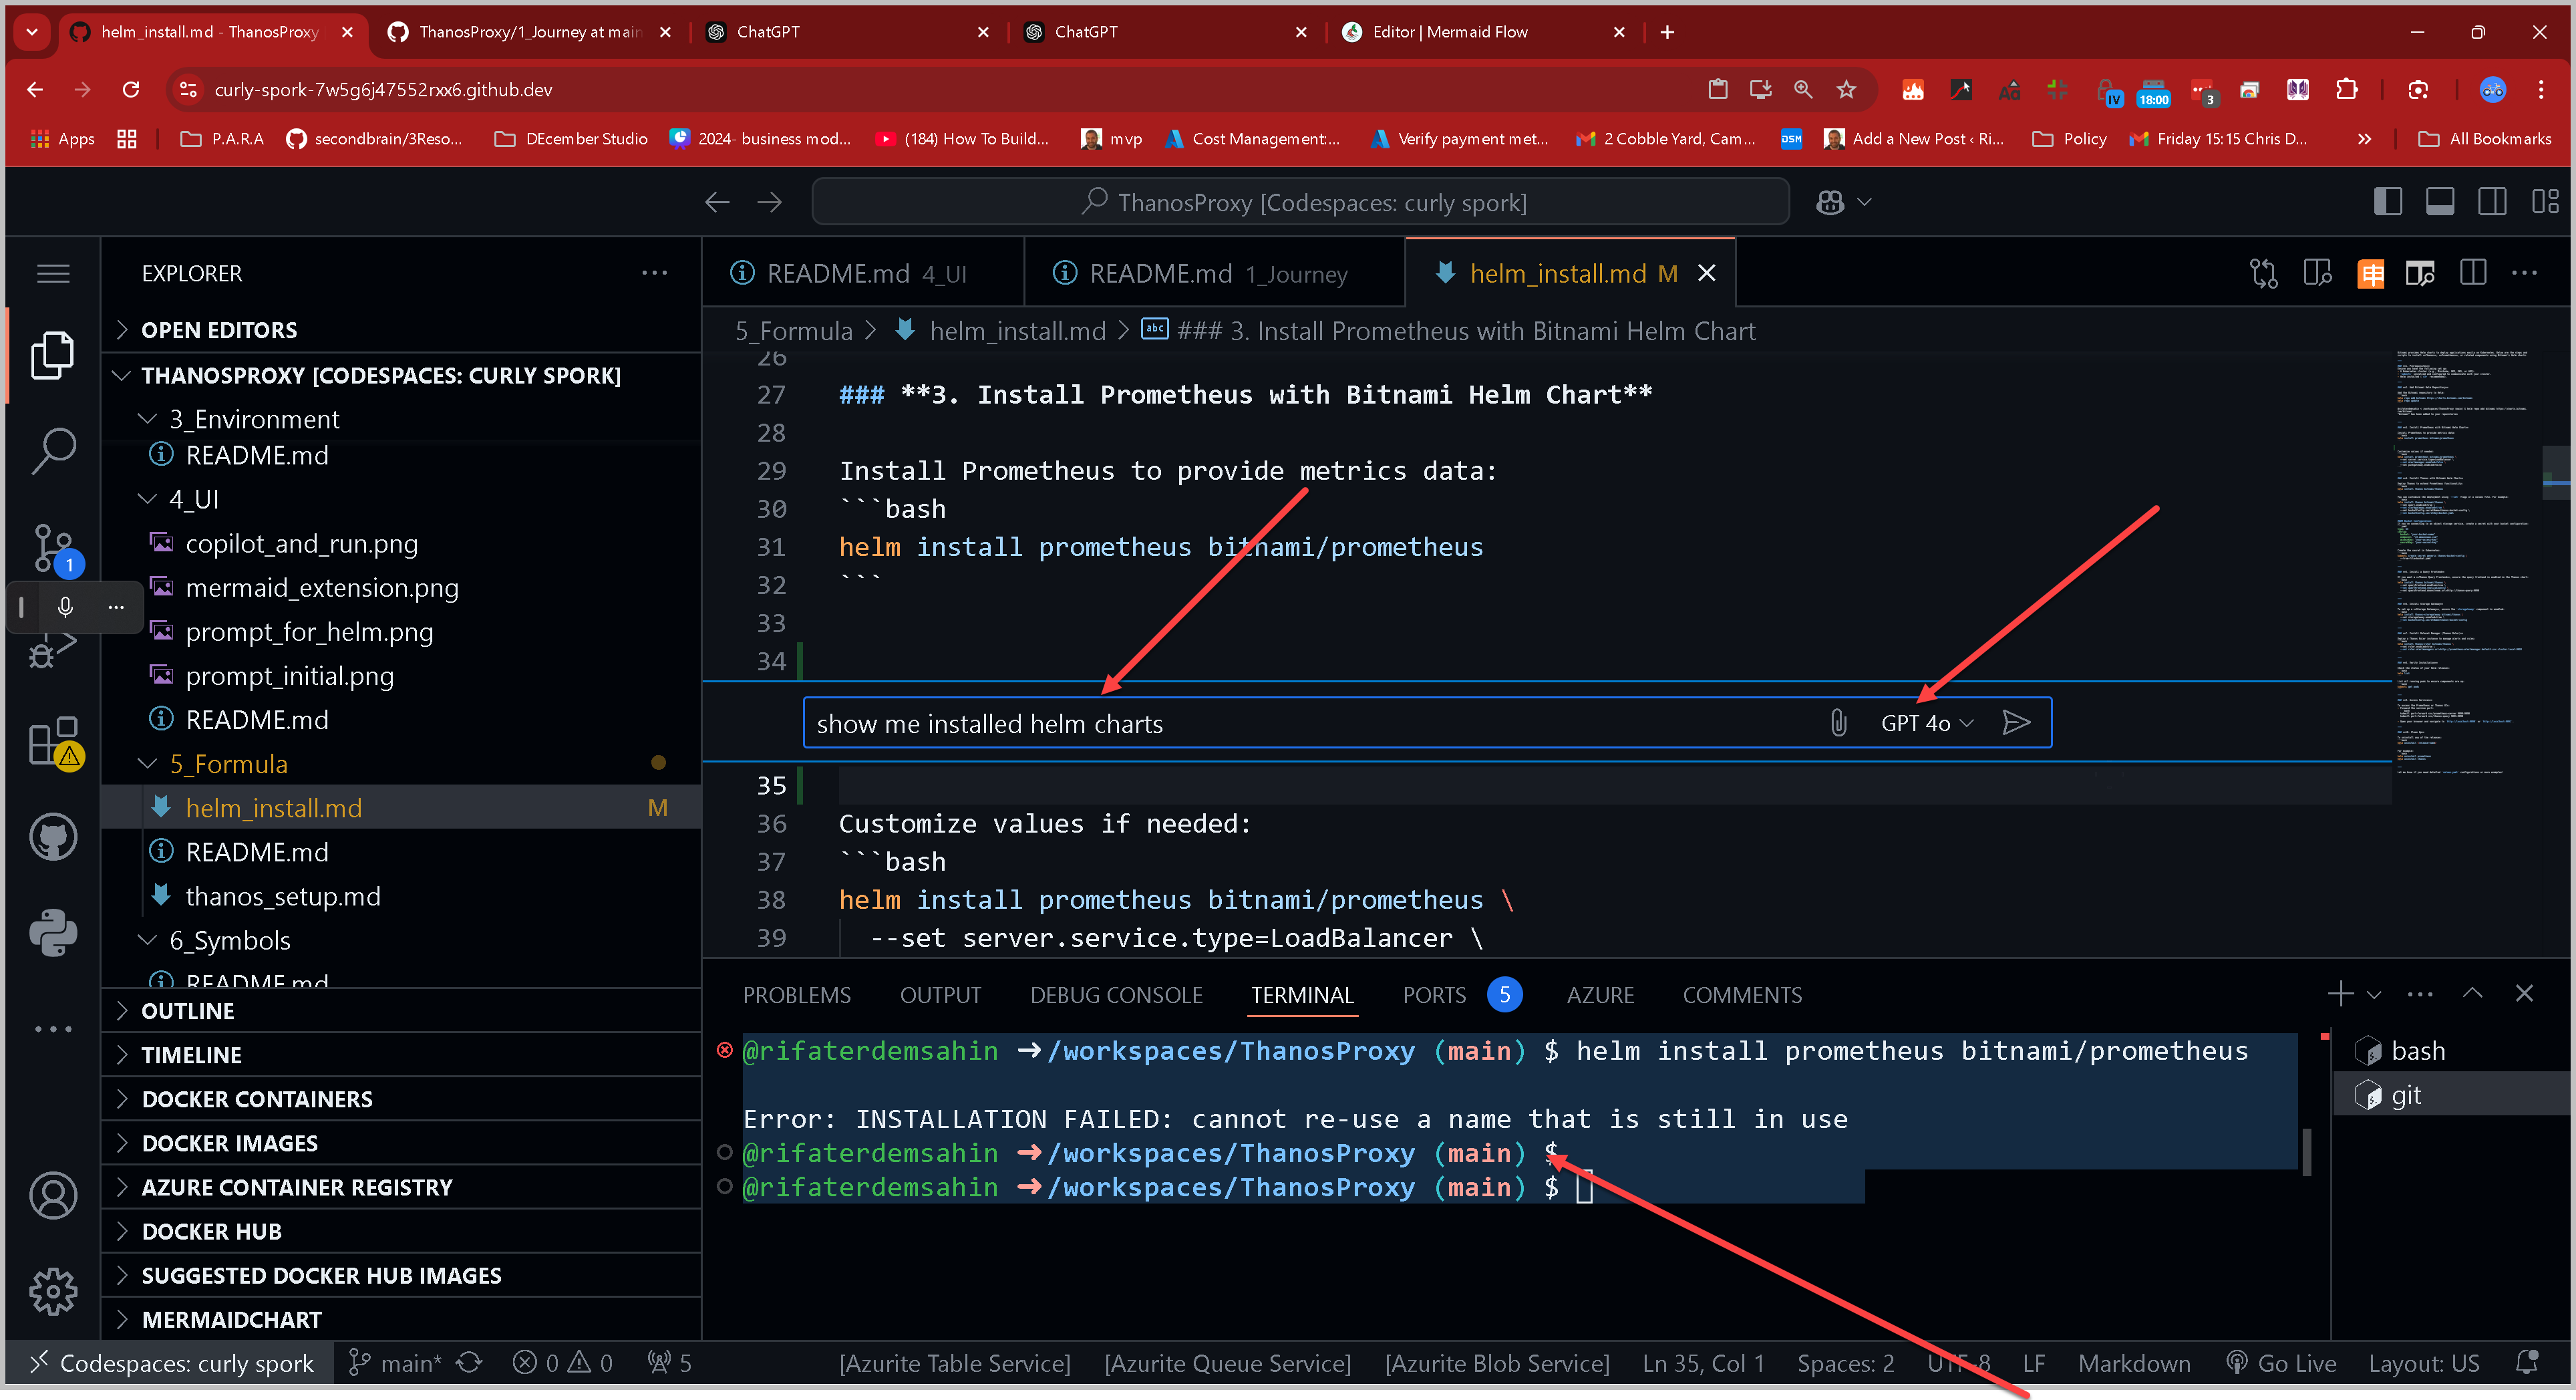 helm_install.md - ThanosProxy
ThanosProxy/1_Journey at main
ChatGPT
ChatGPT
Editor | Mermaid Flow
curly-spork-7w5g6j47552rxx6.github.dev
IV
18:00
3
Apps
P.A.R.A
secondbrain/3Reso...
DEcember Studio
2024- business mod...
(184) How To Build...
mvp
Cost Management:...
Verify payment met...
2 Cobble Yard, Cam...
DSM
Add a New Post ‹ Ri...
Policy
Friday 15:15 Chris D...
All Bookmarks
ThanosProxy [Codespaces: curly spork]
EXPLORER
OPEN EDITORS
THANOSPROXY [CODESPACES: CURLY SPORK]
3_Environment
README.md
4_UI
copilot_and_run.png
mermaid_extension.png
prompt_for_helm.png
prompt_initial.png
README.md
5_Formula
helm_install.md M
README.md
thanos_setup.md
6_Symbols
README.md
OUTLINE
TIMELINE
DOCKER CONTAINERS
DOCKER IMAGES
AZURE CONTAINER REGISTRY
DOCKER HUB
SUGGESTED DOCKER HUB IMAGES
MERMAIDCHART
1
README.md 4_UI
README.md 1_Journey
helm_install.md M
5_Formula > helm_install.md > abc ### 3. Install Prometheus with Bitnami Helm Chart
26
27 ### **3. Install Prometheus with Bitnami Helm Chart**
28
29 Install Prometheus to provide metrics data:
30 ```bash
31 helm install prometheus bitnami/prometheus
32 ```
33
34
show me installed helm charts
GPT 4o
35
36 Customize values if needed:
37 ```bash
38 helm install prometheus bitnami/prometheus \
39 --set server.service.type=LoadBalancer \
PROBLEMS
OUTPUT
DEBUG CONSOLE
TERMINAL
PORTS 5
AZURE
COMMENTS
@rifaterdemsahin ➜ /workspaces/ThanosProxy (main) $ helm install prometheus bitnami/prometheus
Error: INSTALLATION FAILED: cannot re-use a name that is still in use
@rifaterdemsahin ➜ /workspaces/ThanosProxy (main) $
@rifaterdemsahin ➜ /workspaces/ThanosProxy (main) $
bash
git
Codespaces: curly spork
main*
0
0
5
[Azurite Table Service]
[Azurite Queue Service]
[Azurite Blob Service]
Ln 35, Col 1
Spaces: 2
UTF-8
LF
Markdown
Go Live
Layout: US